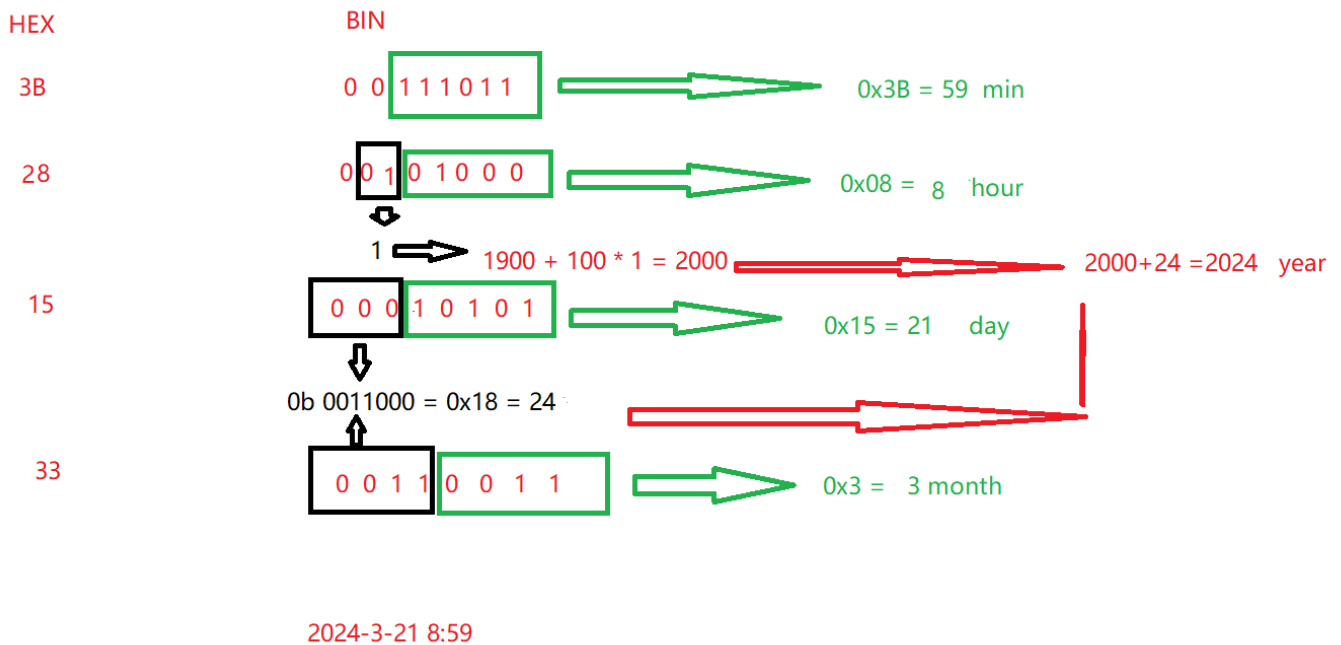 HEX BIN
3B 0 0 1 1 1 0 1 1 0x3B = 59 min
28 0 0 1 0 1 0 0 0 0x08 = 8 hour
1 1900 + 100 * 1 = 2000 2000+24 =2024 year
15 0 0 0 1 0 1 0 1 0x15 = 21 day
0b 0011000 = 0x18 = 24
33 0 0 1 1 0 0 1 1 0x3 = 3 month
2024-3-21 8:59